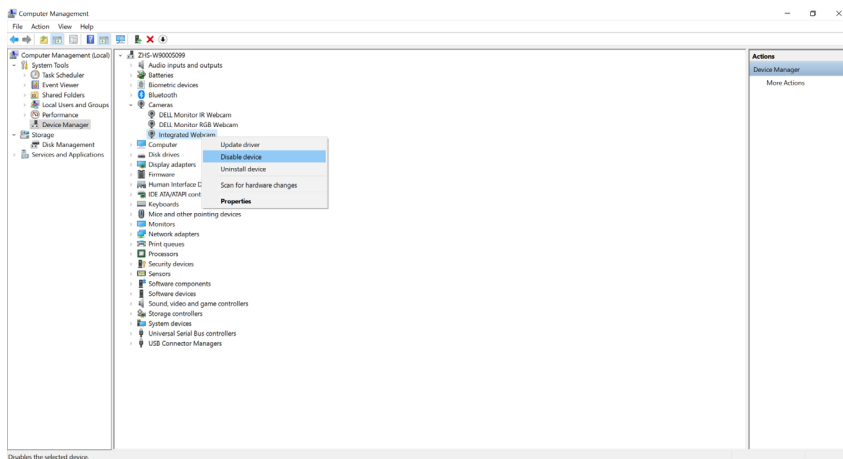 Computer Management
File Action View Help
Computer Management (Local)
System Tools
Task Scheduler
Event Viewer
Shared Folders
Local Users and Groups
Performance
Device Manager
Storage
Disk Management
Services and Applications
ZHS-W90005099
Audio inputs and outputs
Batteries
Biometric devices
Bluetooth
Cameras
DELL Monitor IR Webcam
DELL Monitor RGB Webcam
Integrated Webcam
Computer
Disk drives
Display adapters
Firmware
Human Interface D
IDE ATA/ATAPI cont
Keyboards
Mice and other pointing devices
Monitors
Network adapters
Print queues
Processors
Security devices
Sensors
Software components
Software devices
Sound, video and game controllers
Storage controllers
System devices
Universal Serial Bus controllers
USB Connector Managers
Update driver
Disable device
Uninstall device
Scan for hardware changes
Properties
Actions
Device Manager
More Actions
Disables the selected device.